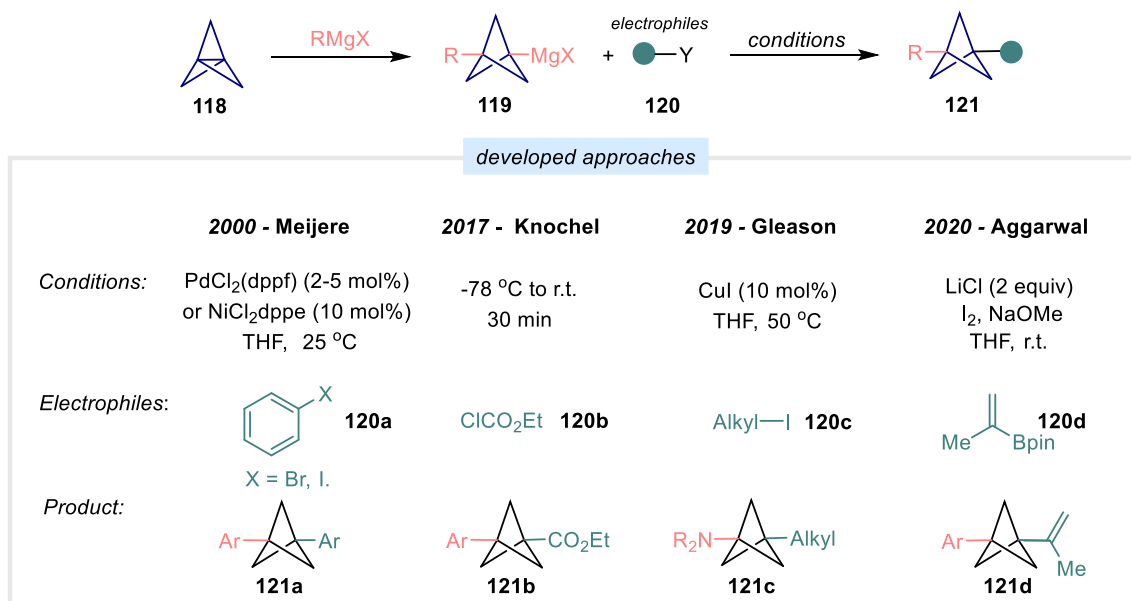 RMgX
R
MgX
+
electrophiles
Y
conditions
R
118
119
120
121
developed approaches
2000 - Meijere
2017 - Knochel
2019 - Gleason
2020 - Aggarwal
Conditions:
PdCl2(dppf) (2-5 mol%)
or NiCl2dppe (10 mol%)
THF, 25 oC
-78 oC to r.t.
30 min
CuI (10 mol%)
THF, 50 oC
LiCl (2 equiv)
I2, NaOMe
THF, r.t.
Electrophiles:
X
120a
X = Br, I.
ClCO2Et 120b
Alkyl—I 120c
Me
Bpin
120d
Product:
Ar
Ar
121a
Ar
CO2Et
121b
R2N
Alkyl
121c
Ar
Me
121d